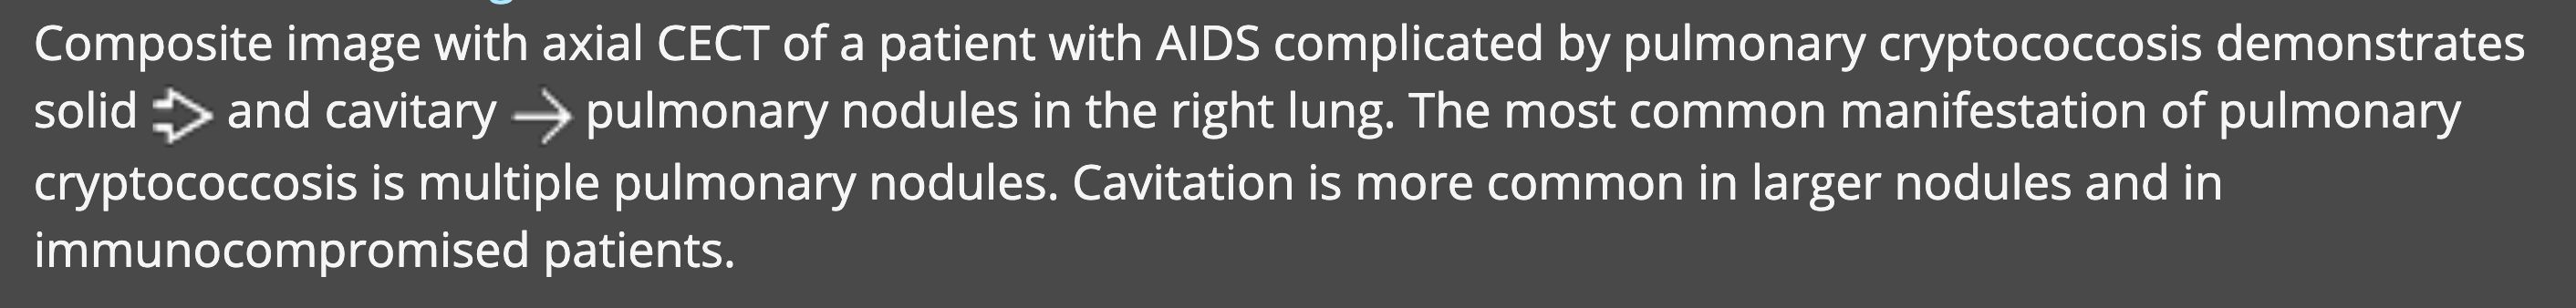 Composite image with axial CECT of a patient with AIDS complicated by pulmonary cryptococcosis demonstrates
solid ➩ and cavitary → pulmonary nodules in the right lung. The most common manifestation of pulmonary
cryptococcosis is multiple pulmonary nodules. Cavitation is more common in larger nodules and in
immunocompromised patients.